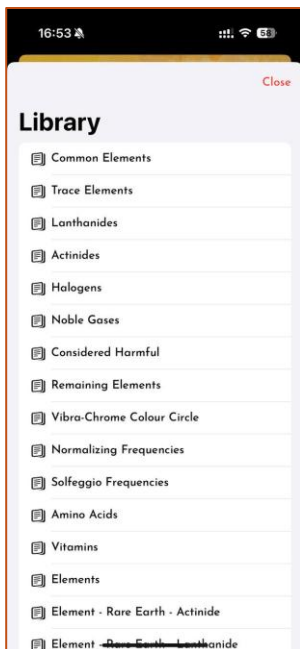 16:53
58
Close
Library
Common Elements
Trace Elements
Lanthanides
Actinides
Halogens
Noble Gases
Considered Harmful
Remaining Elements
Vibra-Chrome Colour Circle
Normalizing Frequencies
Solfeggio Frequencies
Amino Acids
Vitamins
Elements
Element - Rare Earth - Actinide
Element - Rare Earth - Lanthanide